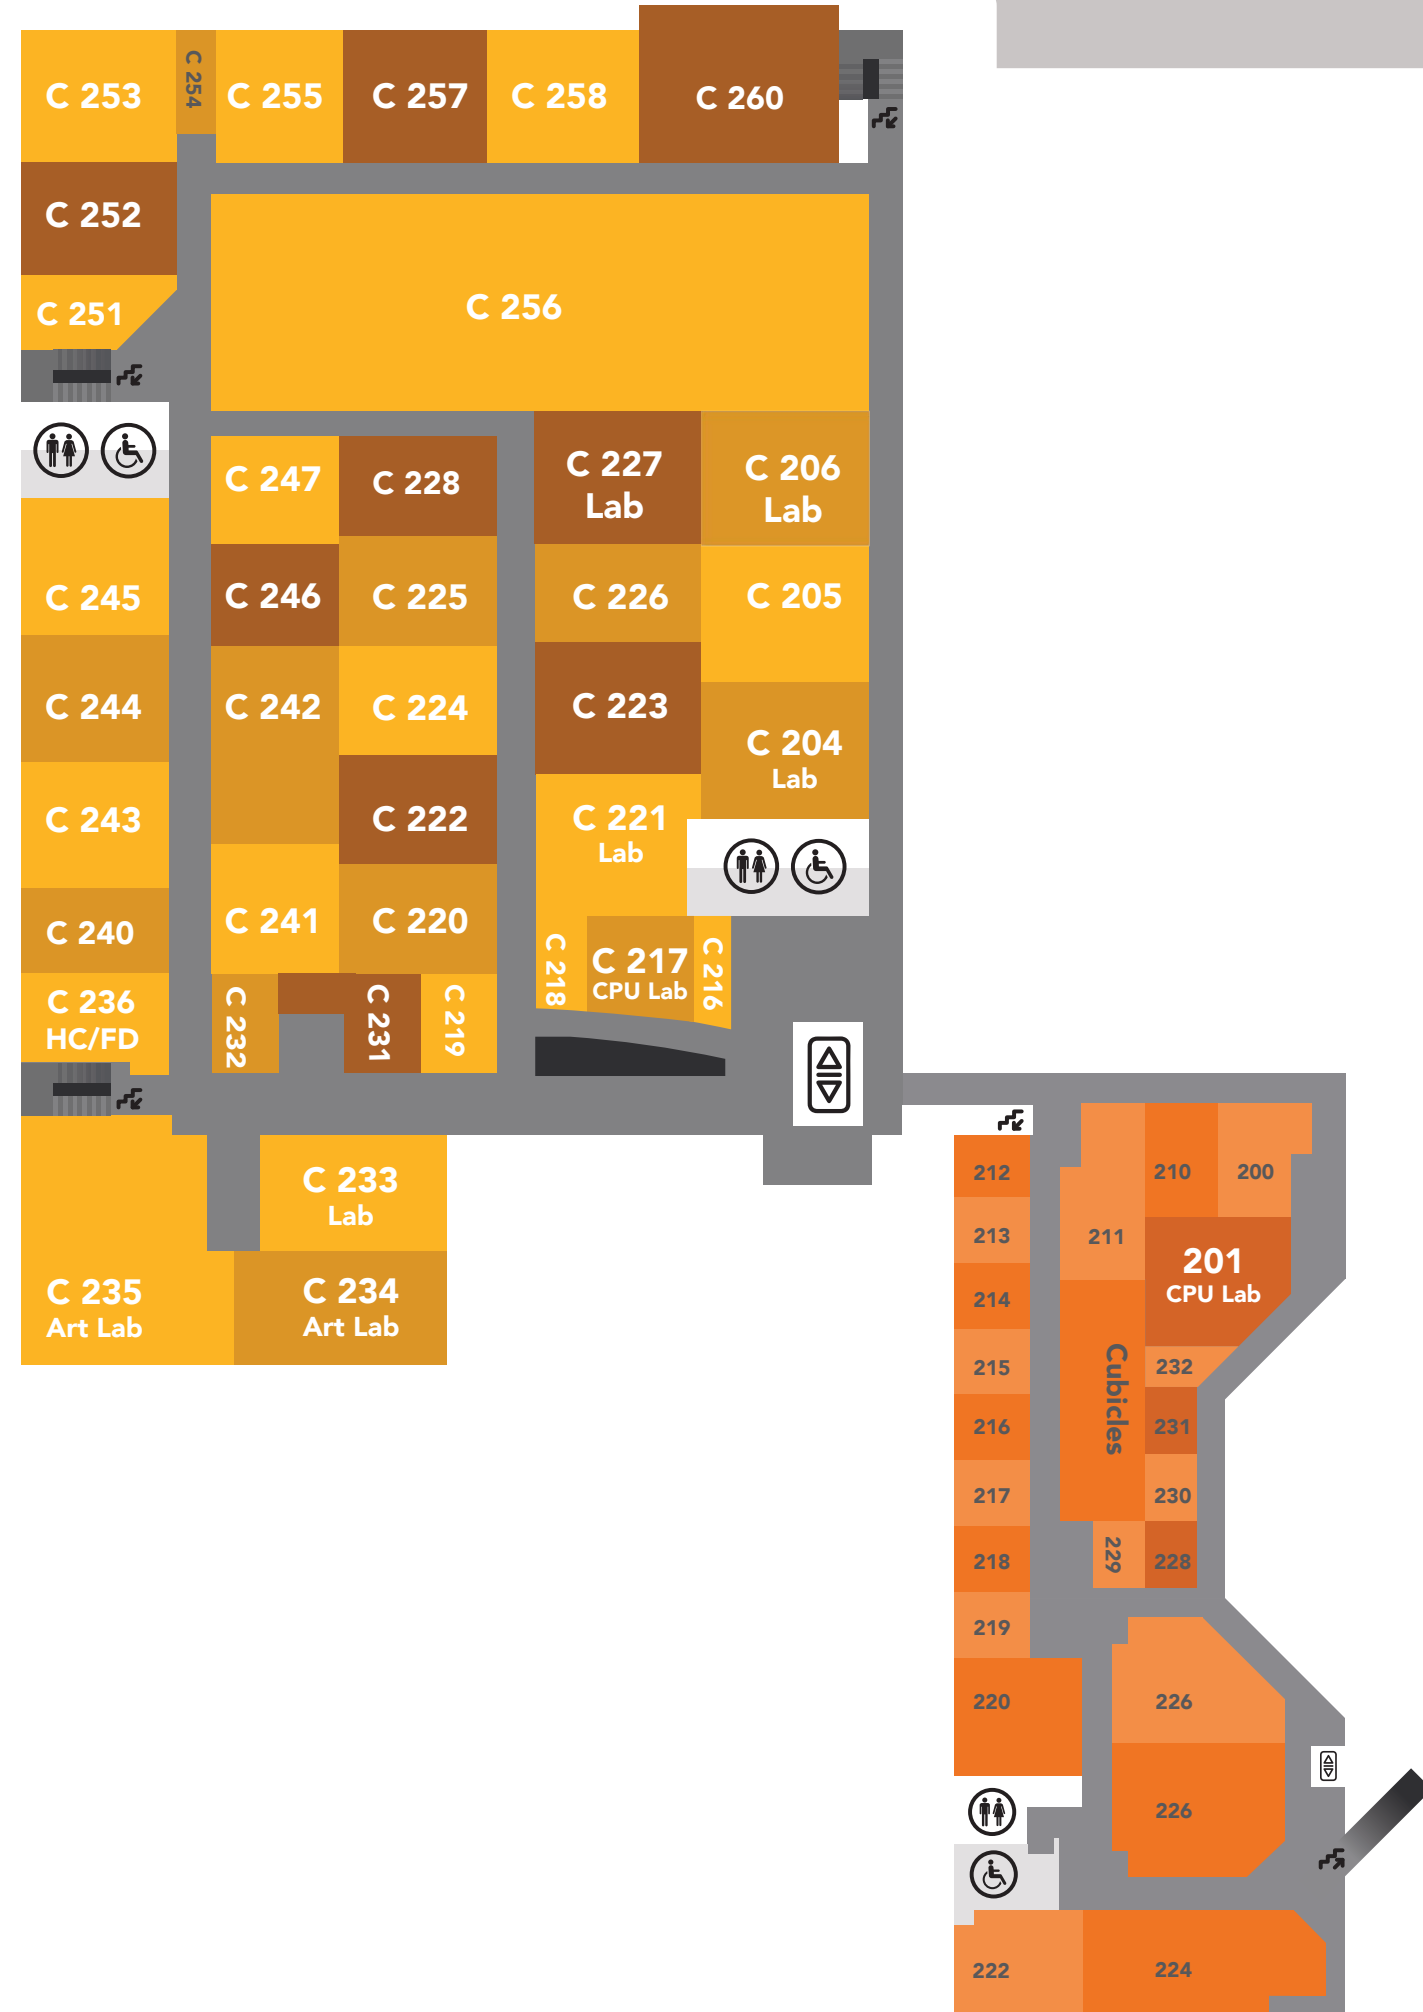 C 253
C 254
C 255
C 257
C 258
C 260
C 252
C 251
C 256
C 247
C 228
C 227
Lab
C 206
Lab
C 245
C 246
C 225
C 226
C 205
C 244
C 242
C 224
C 223
C 204
Lab
C 243
C 222
C 221
Lab
C 240
C 241
C 220
C 218
C 217
CPU Lab
C 216
C 236
HC/FD
C 232
C 231
C 219
C 233
Lab
C 235
Art Lab
C 234
Art Lab
212
210
200
213
211
201
CPU Lab
214
215
Cubicles
232
216
231
217
230
218
229
228
219
220
226
226
222
224